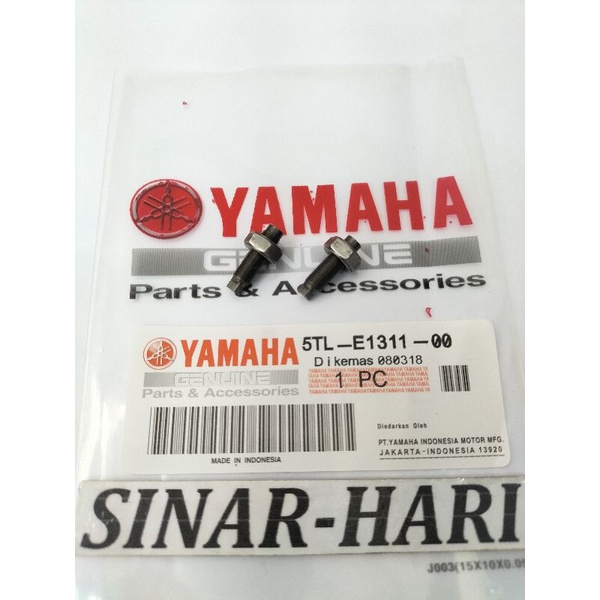 YAMAHA
GENUINE
Parts & Accessories
YAMAHA
GENUINE
Parts & Accessories
5TL-E1311-00
Dikemas 080318
1 PC
MADE IN INDONESIA
Diedarkan Oleh
PT.YAMAHA INDONESIA MOTOR MFG.
JAKARTA-INDONESIA 13920
SINAR-HARI